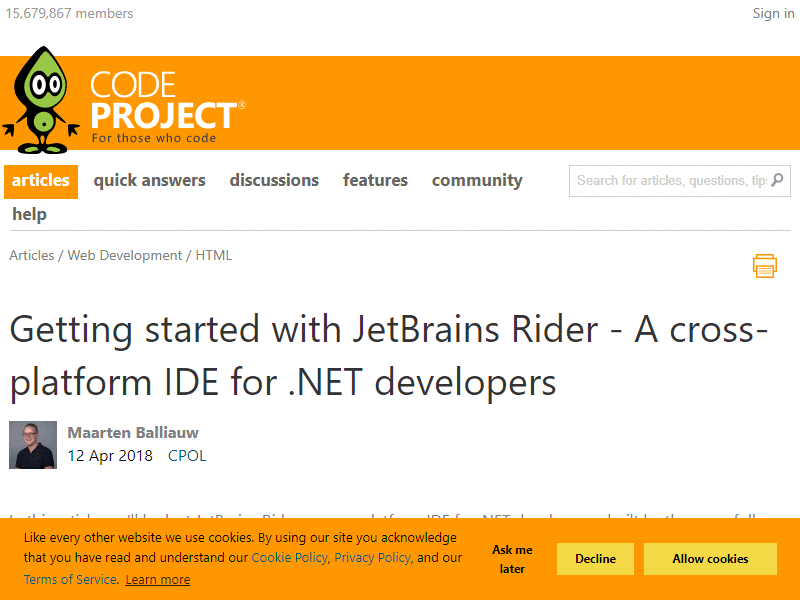 15,679,867 members
Sign in
CODE
PROJECT®
For those who code
articles quick answers discussions features community
Search for articles, questions, tips
help
Articles / Web Development / HTML
Getting started with JetBrains Rider - A cross-
platform IDE for .NET developers
Maarten Balliauw
12 Apr 2018 CPOL
Like every other website we use cookies. By using our site you acknowledge
that you have read and understand our Cookie Policy, Privacy Policy, and our
Terms of Service. Learn more
Ask me
later
Decline
Allow cookies